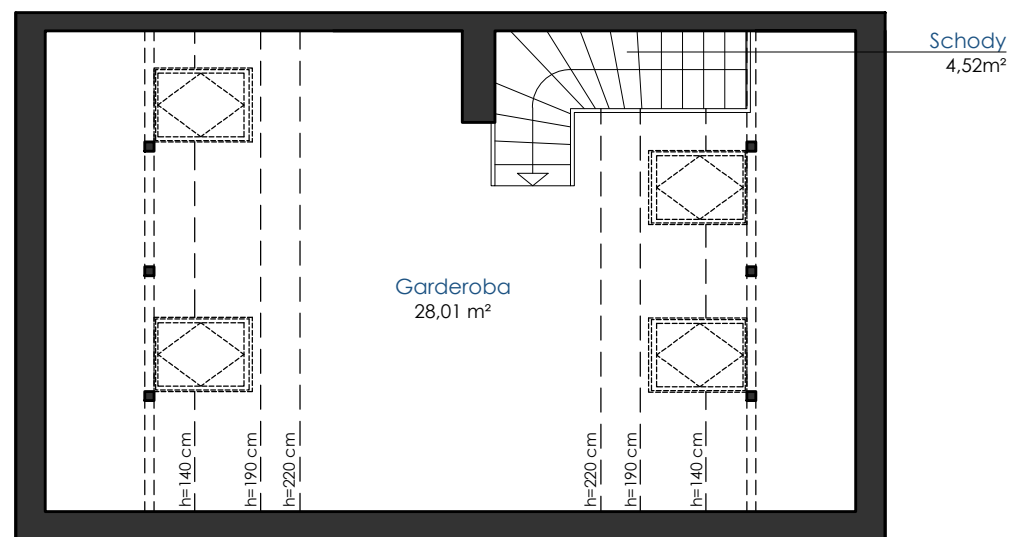 Schody
4,52m²
Garderoba
28,01 m²
h=140 cm
h=190 cm
h=220 cm
h=220 cm
h=190 cm
h=140 cm